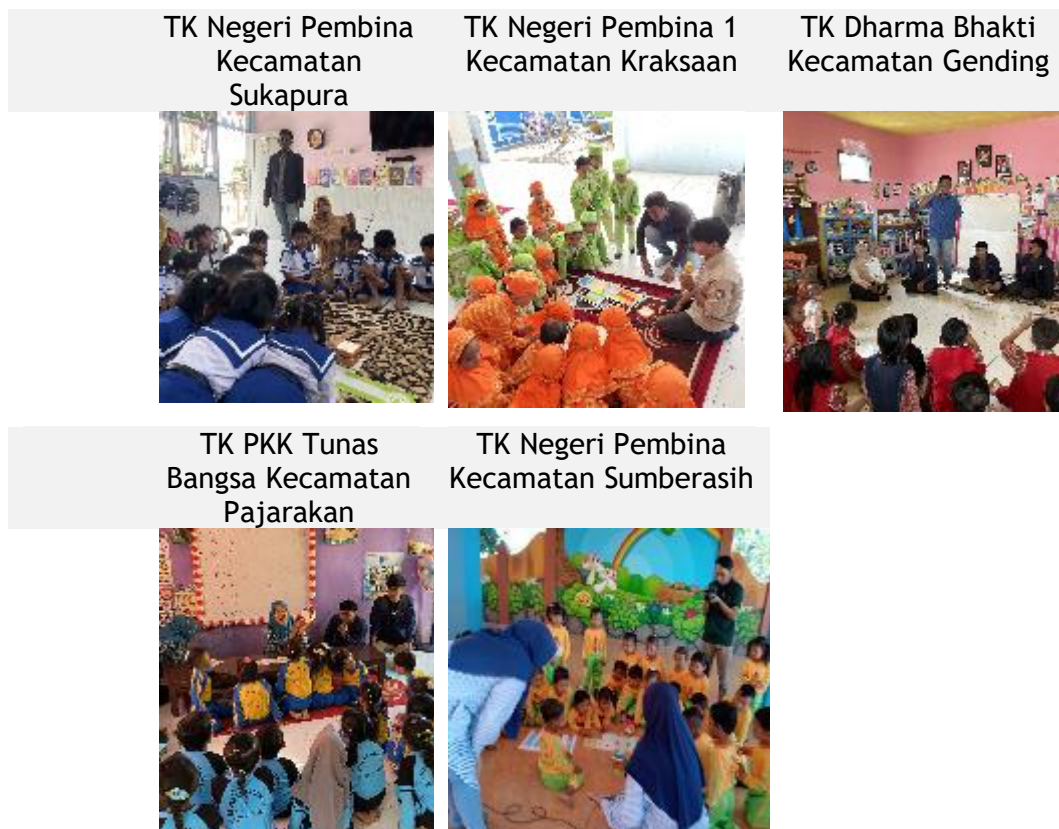 TK Negeri Pembina
Kecamatan
Sukapura
TK Negeri Pembina 1
Kecamatan Kraksaan
TK Dharma Bhakti
Kecamatan Gending
TK PKK Tunas
Bangsa Kecamatan
Pajarakan
TK Negeri Pembina
Kecamatan Sumberasih